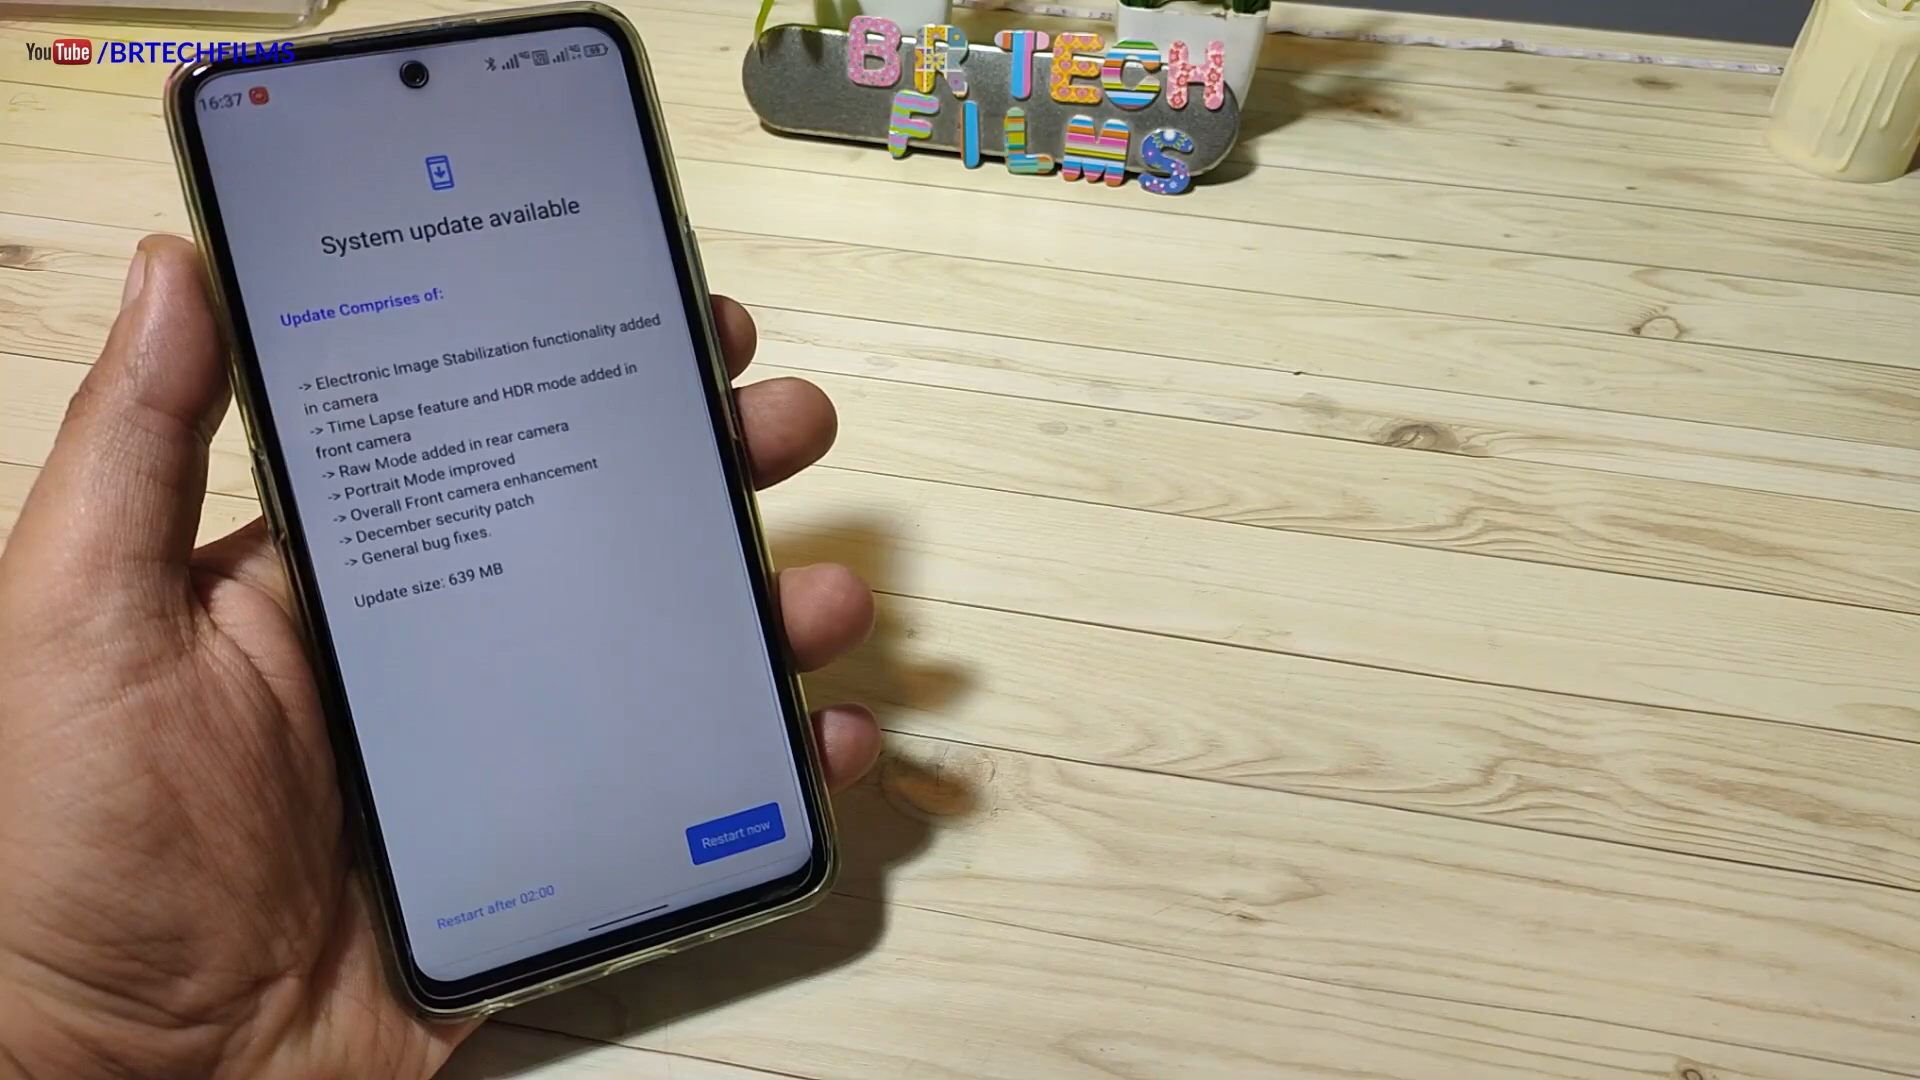 YouTube /BRTECHFILMS
BR TECH
FILMS
16:37
System update available
Update Comprises of:
-> Electronic Image Stabilization functionality added
in camera
-> Time Lapse feature and HDR mode added in
front camera
-> Raw Mode added in rear camera
-> Portrait Mode improved
-> Overall Front camera enhancement
-> December security patch
-> General bug fixes.
Update size: 639 MB
Restart now
Restart after 02:00